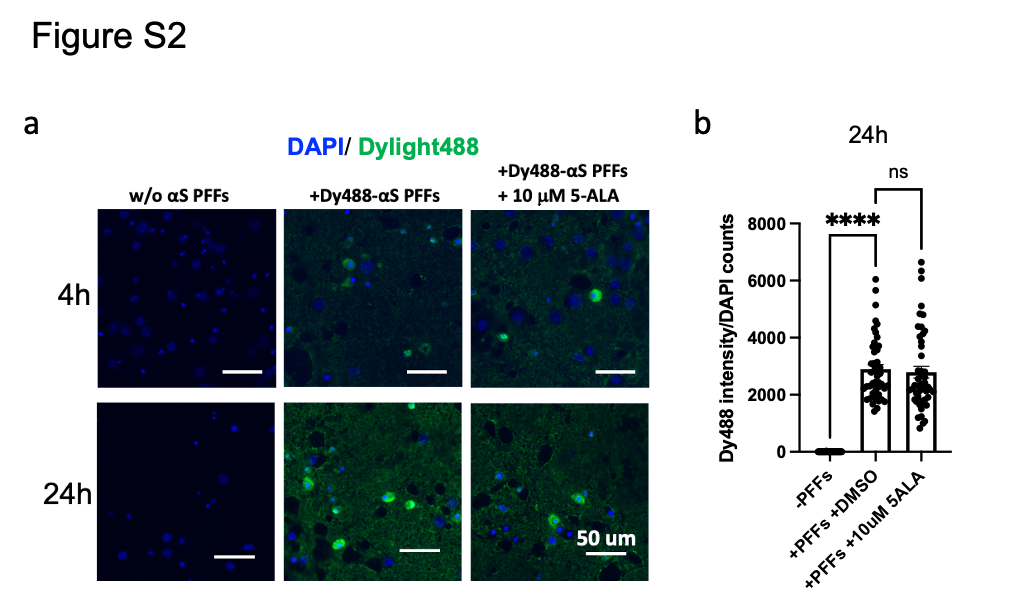 Figure S2
a
DAPI/ Dylight488
w/o αS PFFs
+Dy488-αS PFFs
+Dy488-αS PFFs
+ 10 µM 5-ALA
4h
24h
50 um
b
24h
ns
****
Dy488 intensity/DAPI counts
8000
6000
4000
2000
0
-PFFs
+PFFs +DMSO
+PFFs +10uM 5ALA